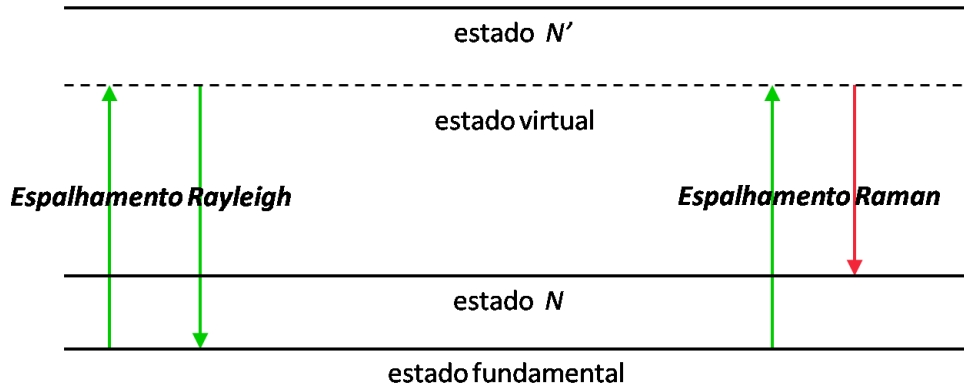 estado N'
estado virtual
Espalhamento Rayleigh
Espalhamento Raman
estado N
estado fundamental